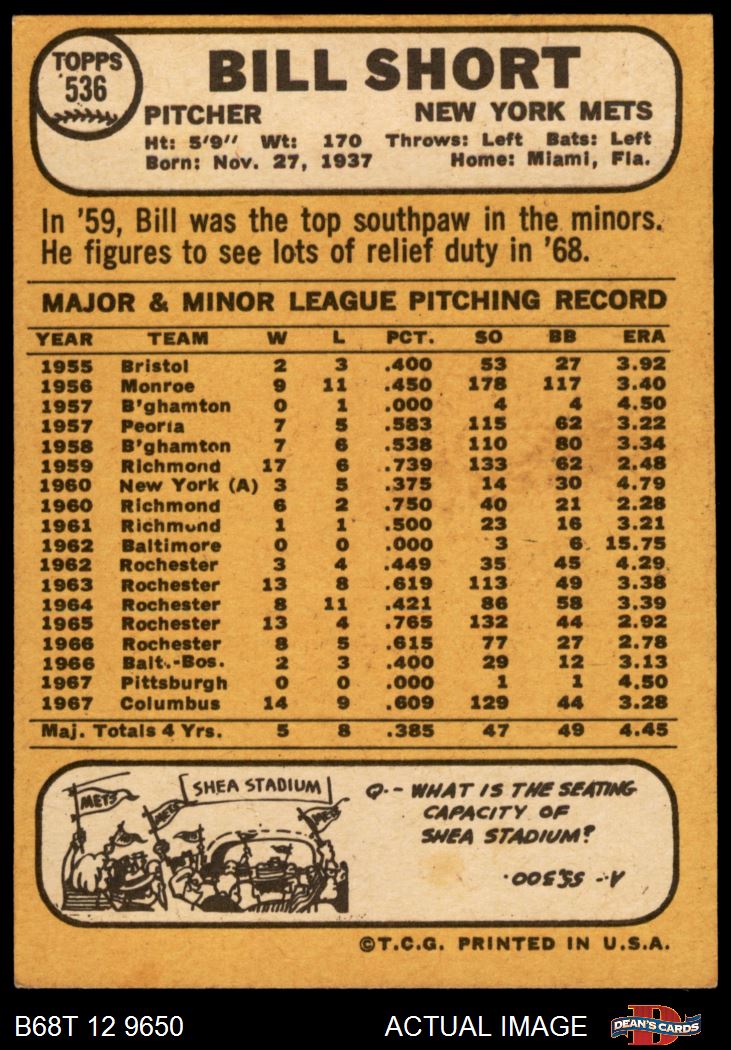 TOPPS
536
BILL SHORT
PITCHER NEW YORK METS
Ht: 5'9" Wt: 170 Throws: Left Bats: Left
Born: Nov. 27, 1937 Home: Miami, Fla.
In '59, Bill was the top southpaw in the minors.
He figures to see lots of relief duty in '68.
MAJOR & MINOR LEAGUE PITCHING RECORD
YEAR TEAM W L PCT. SO BB ERA
1955 Bristol 2 3 .400 53 27 3.92
1956 Monroe 9 11 .450 178 117 3.40
1957 B'ghamton 0 1 .000 4 4 4.50
1957 Peoria 7 5 .583 115 62 3.22
1958 B'ghamton 7 6 .538 110 80 3.34
1959 Richmond 17 6 .739 133 62 2.48
1960 New York (A) 3 5 .375 14 30 4.79
1960 Richmond 6 2 .750 40 21 2.28
1961 Richmond 1 1 .500 23 16 3.21
1962 Baltimore 0 0 .000 3 6 15.75
1962 Rochester 3 4 .449 35 45 4.29
1963 Rochester 13 8 .619 113 49 3.38
1964 Rochester 8 11 .421 86 58 3.39
1965 Rochester 13 4 .765 132 44 2.92
1966 Rochester 8 5 .615 77 27 2.78
1966 Balt.-Bos. 2 3 .400 29 12 3.13
1967 Pittsburgh 0 0 .000 1 1 4.50
1967 Columbus 14 9 .609 129 44 3.28
Maj. Totals 4 Yrs. 5 8 .385 47 49 4.45
SHEA STADIUM
METS
METS
METS
Q.-- WHAT IS THE SEATING
CAPACITY OF
SHEA STADIUM?
A-- 55,300.
©T.C.G. PRINTED IN U.S.A.
B68T 12 9650 ACTUAL IMAGE
D
DEAN'S CARDS